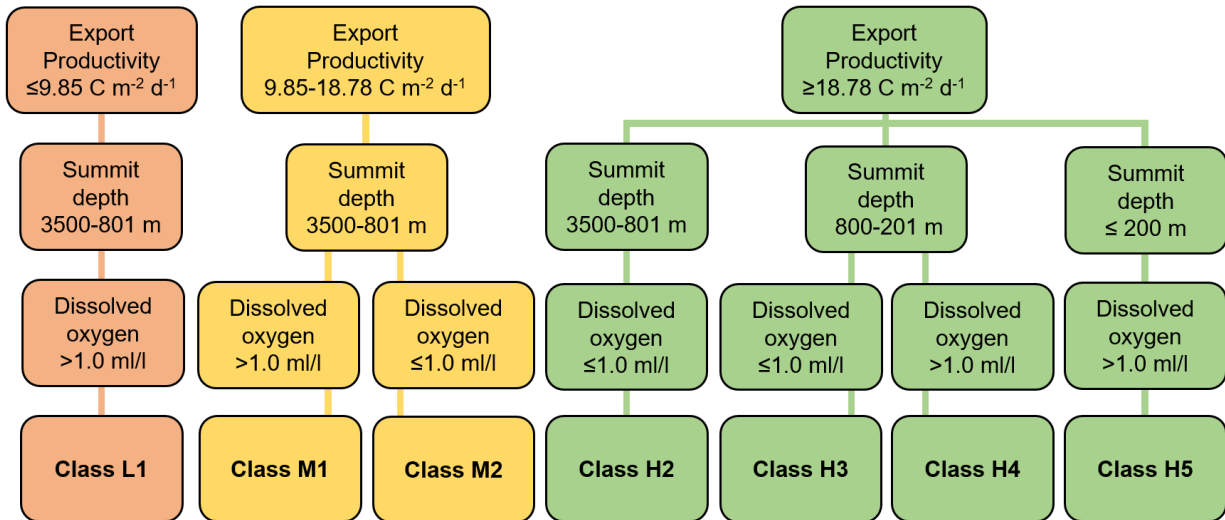 Export
Productivity
≤9.85 C m⁻² d⁻¹
Export
Productivity
9.85-18.78 C m⁻² d⁻¹
Export
Productivity
≥18.78 C m⁻² d⁻¹
Summit
depth
3500-801 m
Summit
depth
3500-801 m
Summit
depth
3500-801 m
Summit
depth
800-201 m
Summit
depth
≤ 200 m
Dissolved
oxygen
>1.0 ml/l
Dissolved
oxygen
>1.0 ml/l
Dissolved
oxygen
≤1.0 ml/l
Dissolved
oxygen
≤1.0 ml/l
Dissolved
oxygen
≤1.0 ml/l
Dissolved
oxygen
>1.0 ml/l
Dissolved
oxygen
>1.0 ml/l
Class L1
Class M1
Class M2
Class H2
Class H3
Class H4
Class H5